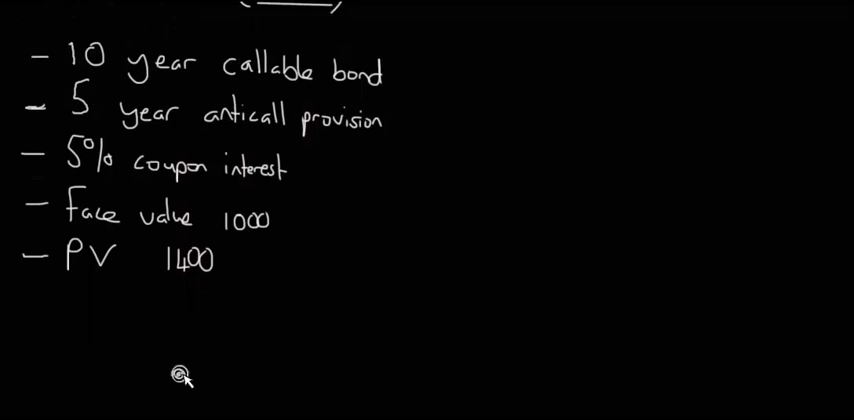 - 10 year callable bond
- 5 year anticall provision
- 5% coupon interest
- Face value 1000
- PV 1400